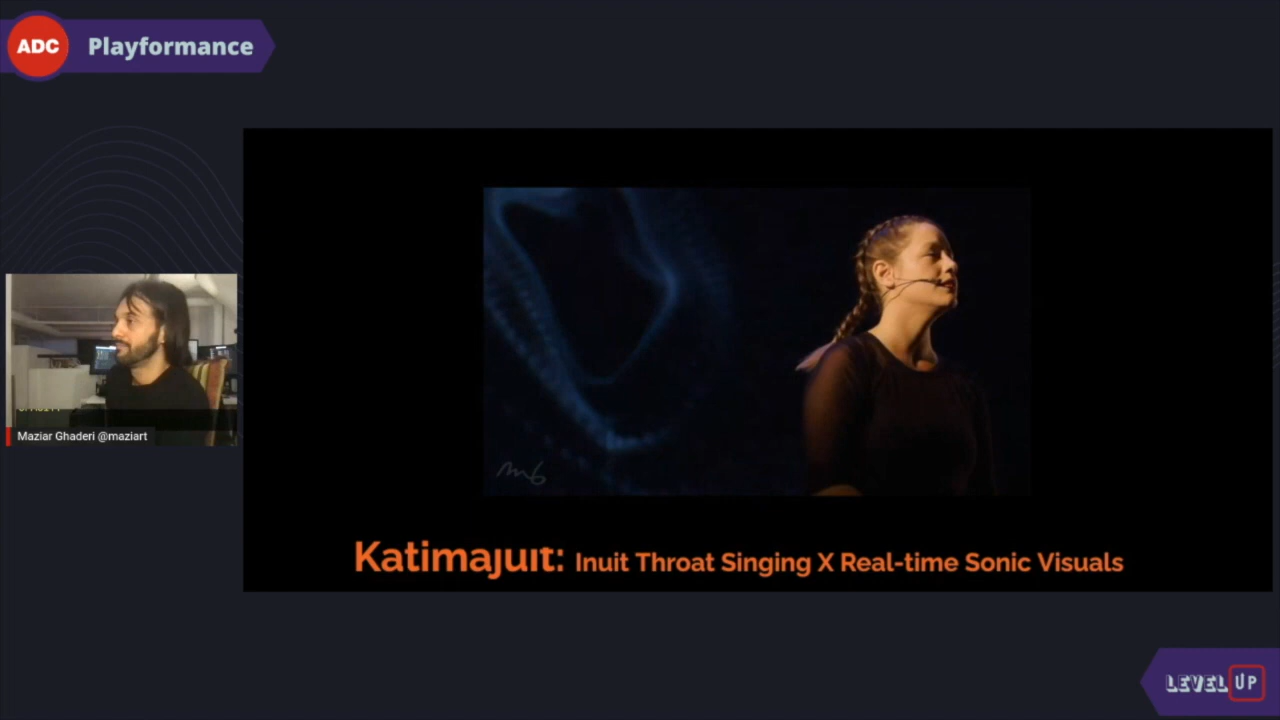 ADC
Playformance
Maziar Ghaderi @maziart
Katimajuit: Inuit Throat Singing X Real-time Sonic Visuals
LEVEL UP